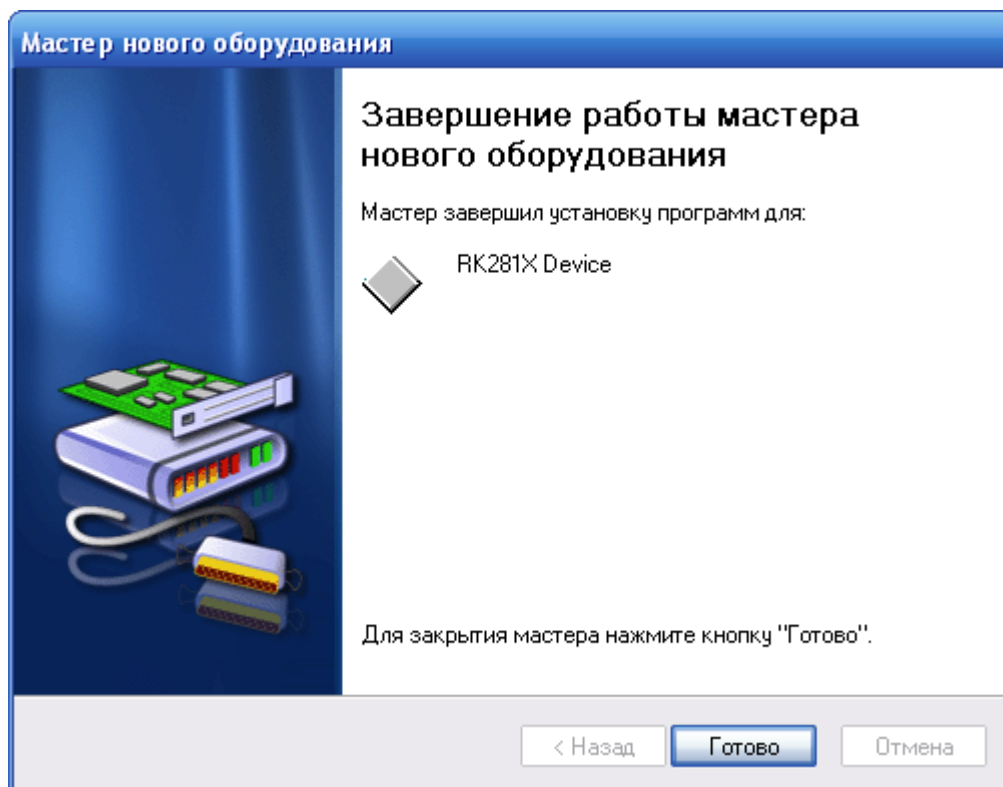 Мастер нового оборудования
Завершение работы мастера
нового оборудования
Мастер завершил установку программ для:
RK281X Device
Для закрытия мастера нажмите кнопку "Готово".
< Назад
Готово
Отмена